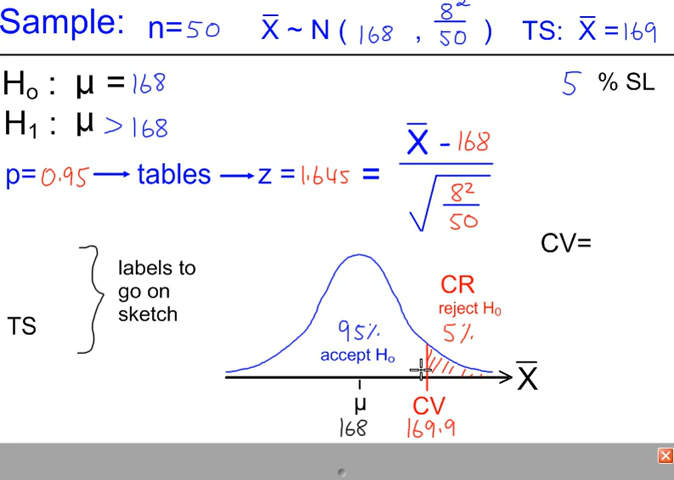 Sample: n=50 X̄ ~ N ( 168 , 8²/50 ) TS: X̄ = 169
H₀ : μ = 168 5 % SL
H₁ : μ > 168
p= 0.95 → tables → z = 1.645 = X̄ - 168 / √(8²/50)
CV=
labels to
go on
sketch
TS
CR
reject H₀
5%
95%
accept H₀
X̄
μ CV
168 169.9